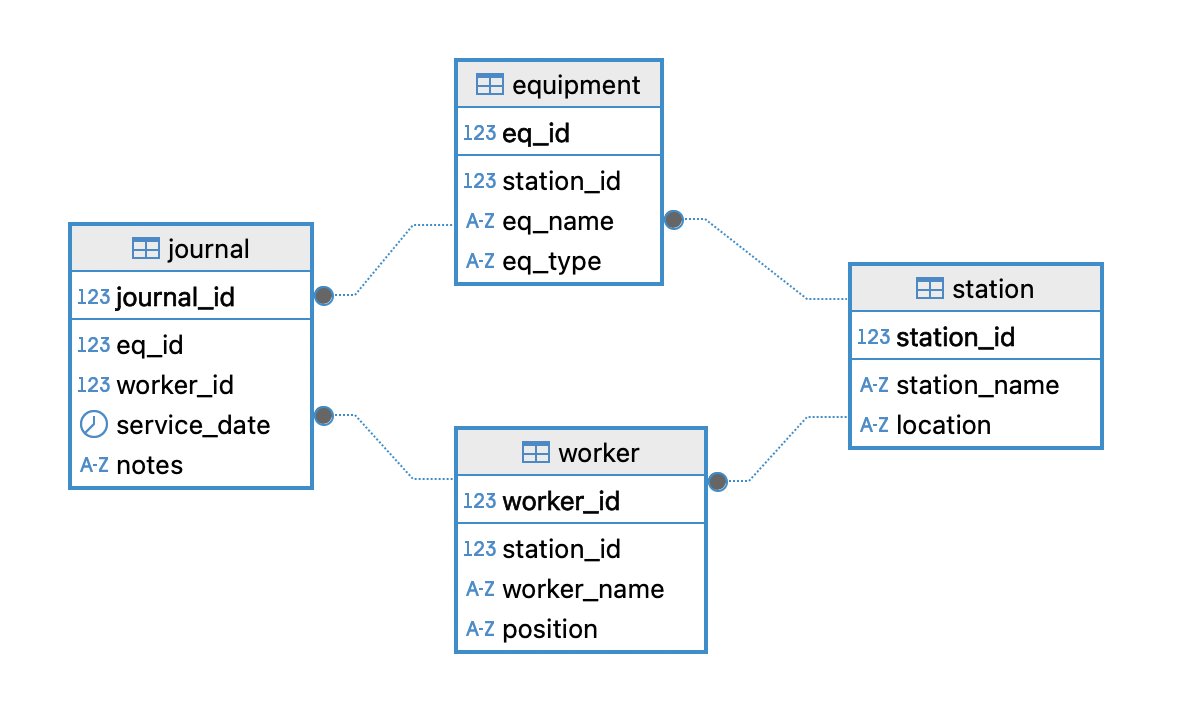 equipment
123 eq_id
123 station_id
A-Z eq_name
A-Z eq_type
journal
123 journal_id
123 eq_id
123 worker_id
service_date
A-Z notes
station
123 station_id
A-Z station_name
A-Z location
worker
123 worker_id
123 station_id
A-Z worker_name
A-Z position